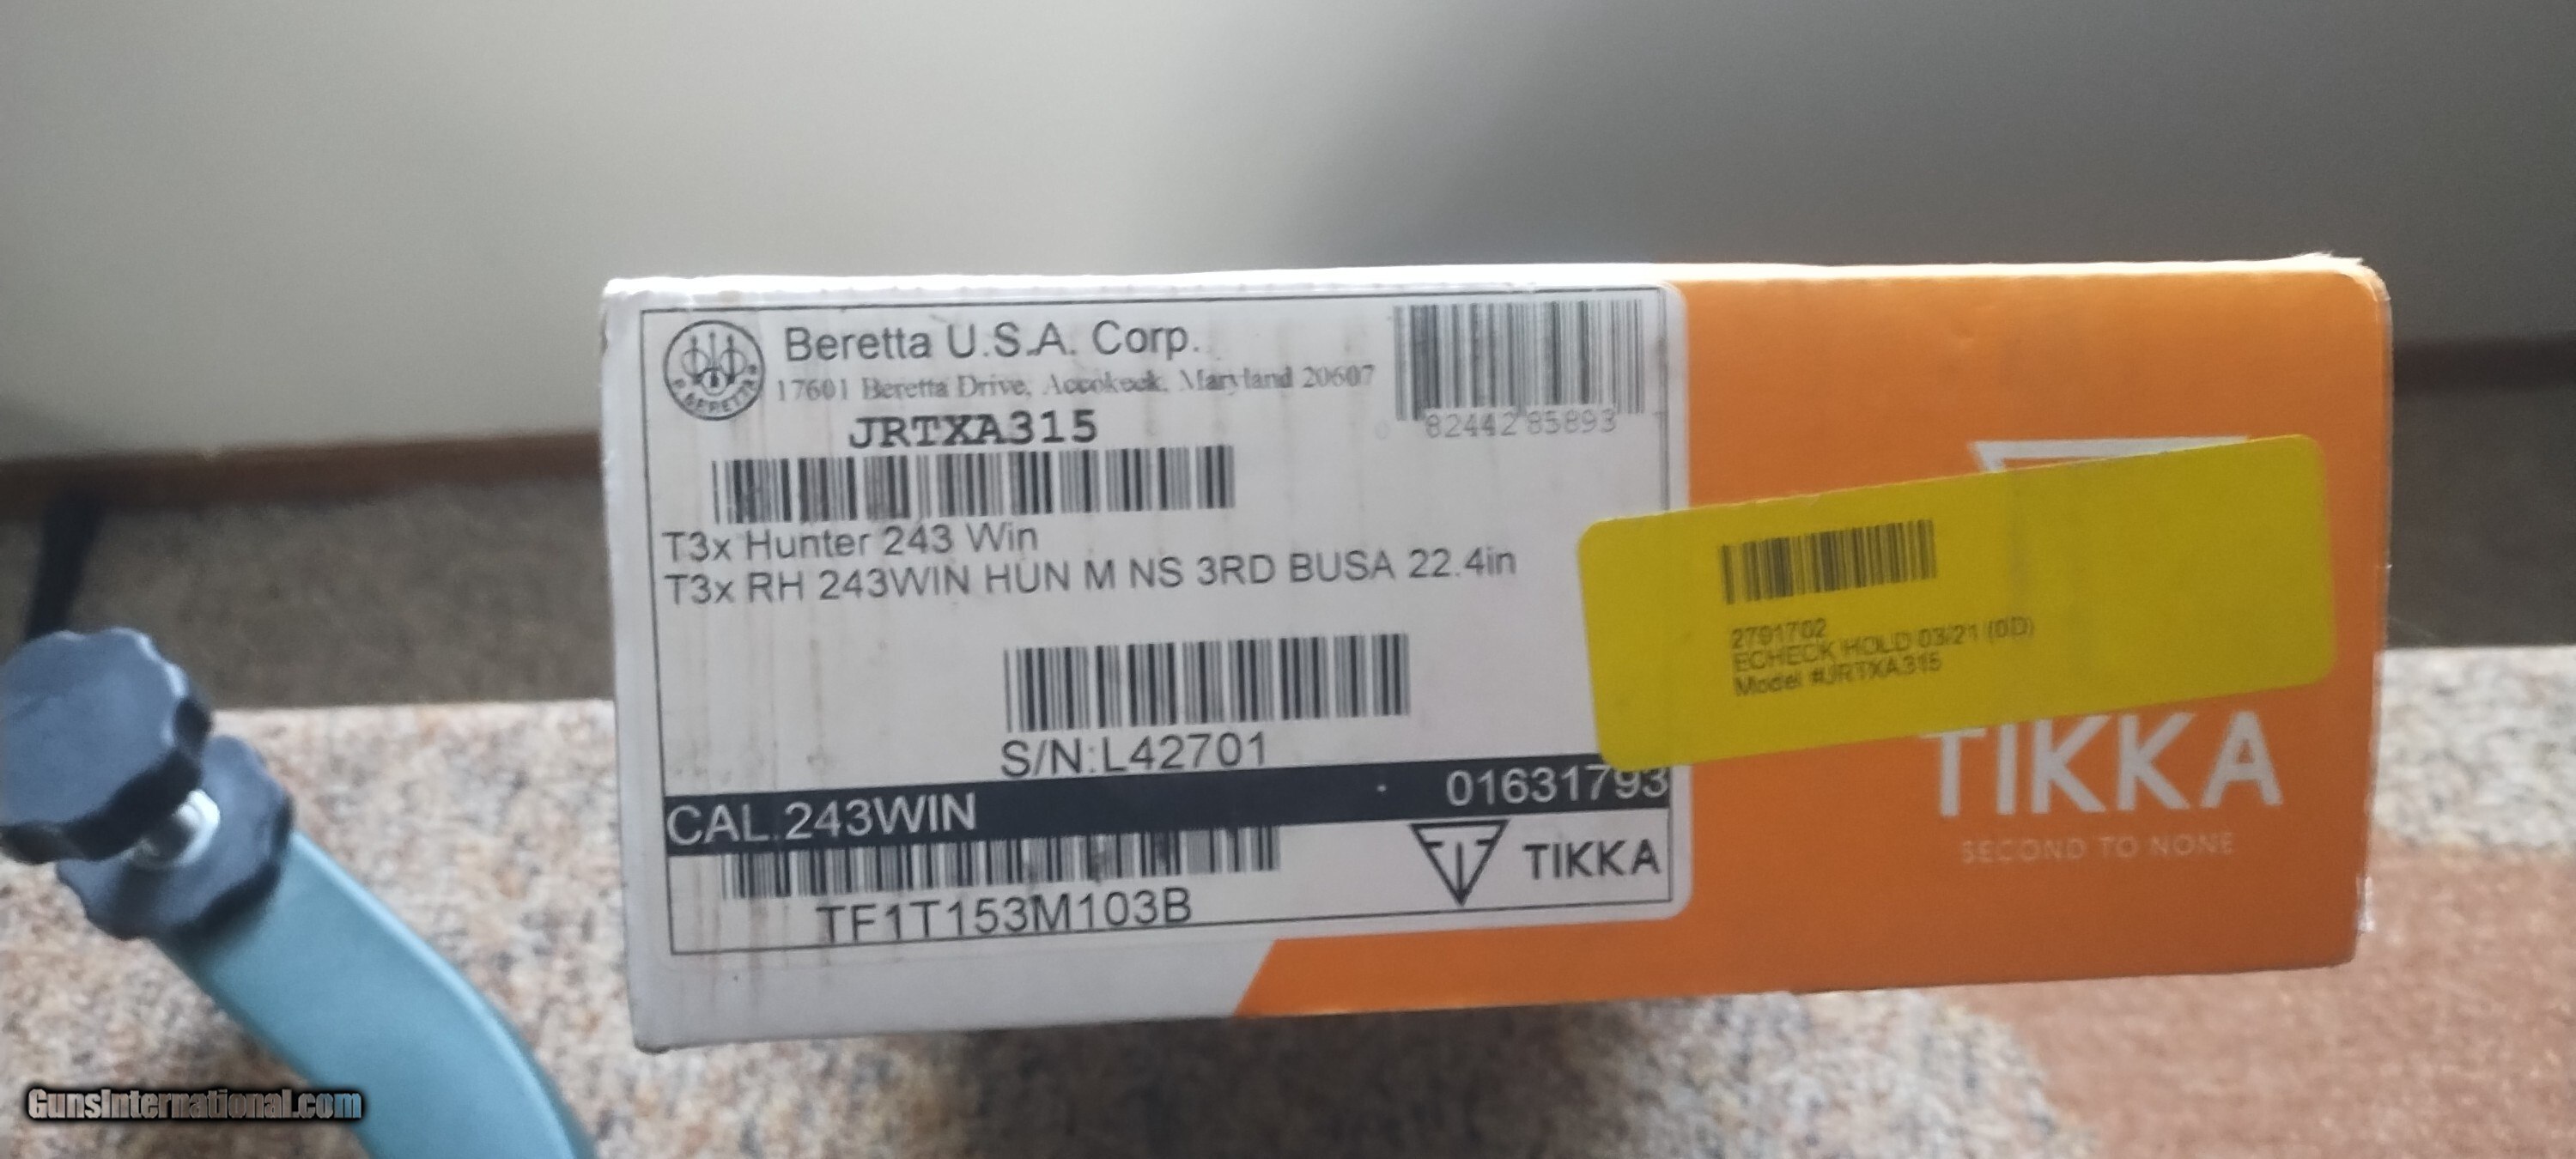 Beretta U.S.A. Corp.
17601 Beretta Drive, Accokeek, Maryland 20607
BERETTA
JRTXA315
82442 85893
T3x Hunter 243 Win
T3x RH 243WIN HUN M NS 3RD BUSA 22.4in
2791702
ECHECK HOLD 03/21 (0D)
Model #JRTXA315
S/N:L42701
CAL.243WIN
01631793
TIKKA
TF1T153M103B
TIKKA
SECOND TO NONE
GunsInternational.com